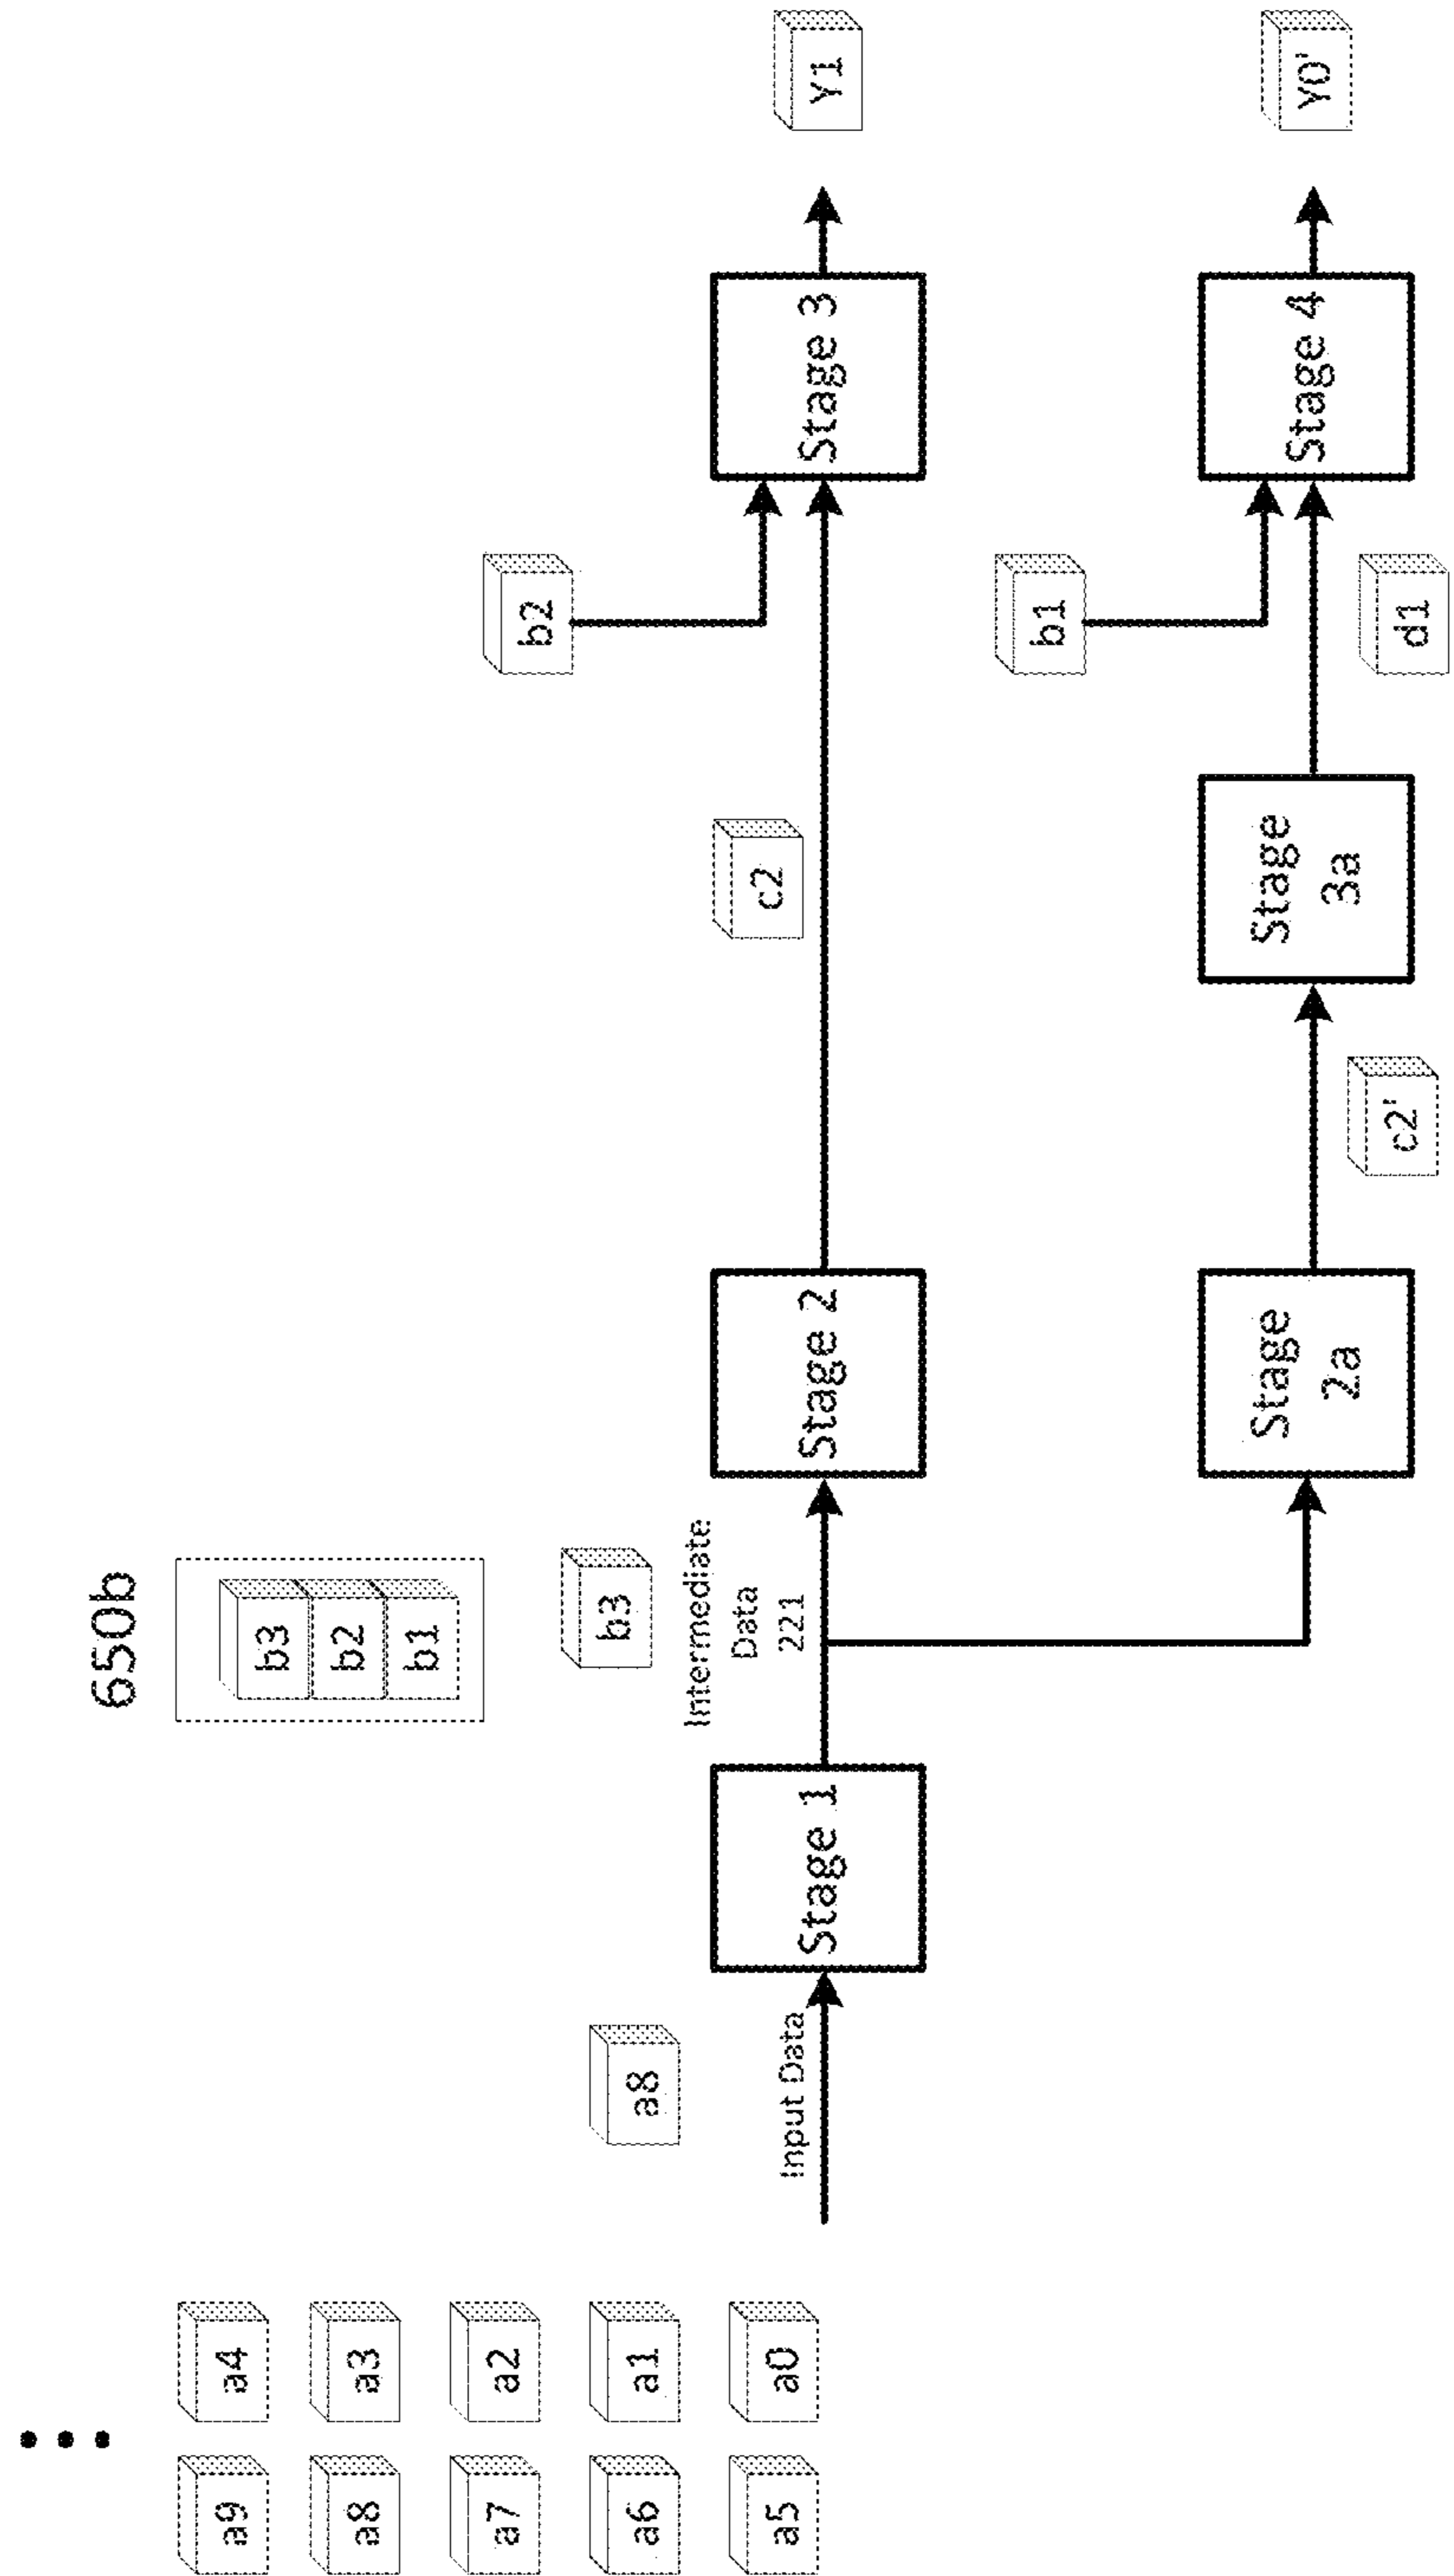 650b
b3
b2
b1
a9
a4
a8
a3
a7
a2
a6
a1
a5
a0
a8
Input Data
Stage 1
b3
Intermediate
Data
221
Stage 2
c2
b2
Stage 3
Y1
Stage
2a
c2'
Stage
3a
d1
b1
Stage 4
Y0'